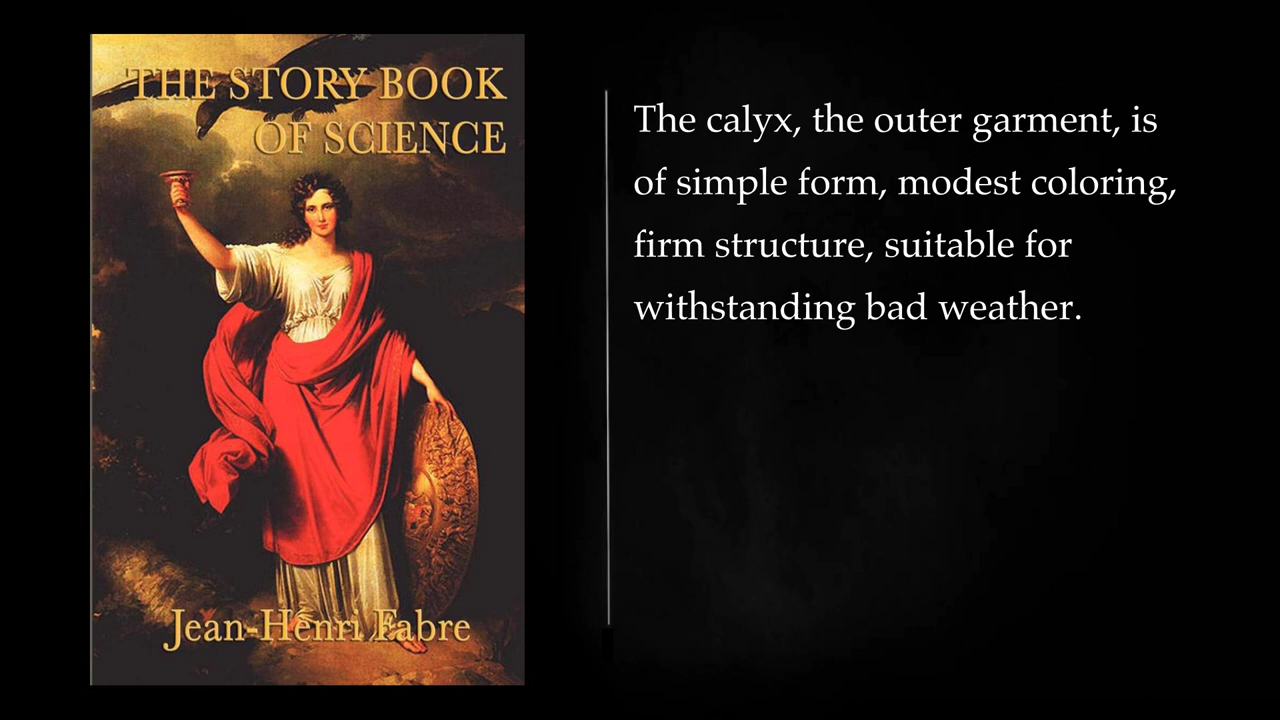 THE STORY BOOK
OF SCIENCE
Jean-Henri Fabre
The calyx, the outer garment, is
of simple form, modest coloring,
firm structure, suitable for
withstanding bad weather.